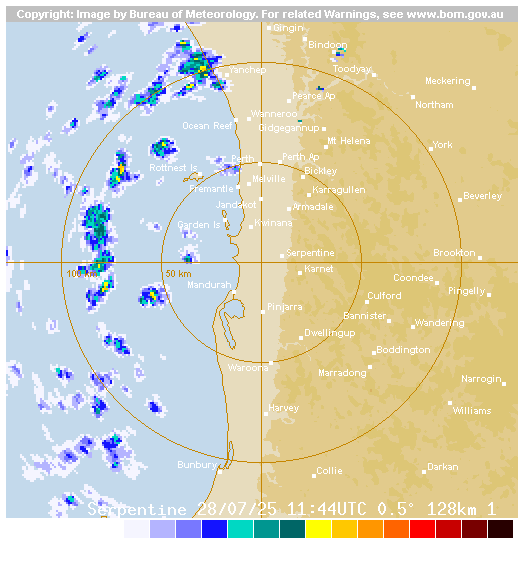 Copyright: Image by Bureau of Meteorology. For related Warnings, see www.bom.gov.au
Gingin
Bindoon
Toodyay
Yanchep
Meckering
Pearce Ap
Northam
Wanneroo
Ocean Reef
Gidgegannup
Mt Helena
York
Perth
Perth Ap
Rottnest Is
Bickley
Melville
Fremantle
Karragullen
Beverley
Jandakot
Armadale
Garden Is
Kwinana
Serpentine
Brookton
100 km
50 km
Karnet
Coondee
Mandurah
Pingelly
Culford
Pinjarra
Bannister
Wandering
Dwellingup
Boddington
Waroona
Marradong
Narrogin
Harvey
Williams
Bunbury
Collie
Darkan
Serpentine 28/07/25 11:44UTC 0.5° 128km 1